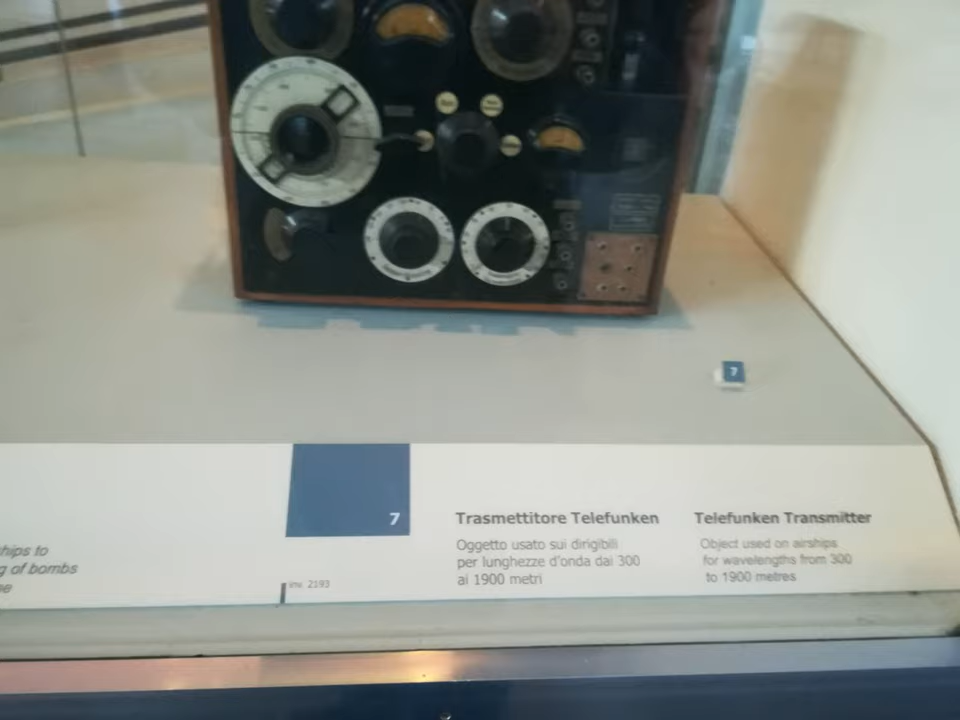 7
7
Trasmettitore Telefunken
Oggetto usato sui dirigibili
per lunghezze d'onda dai 300
ai 1900 metri
Telefunken Transmitter
Object used on airships
for wavelengths from 300
to 1900 metres
hips to
g of bombs
inv. 2193